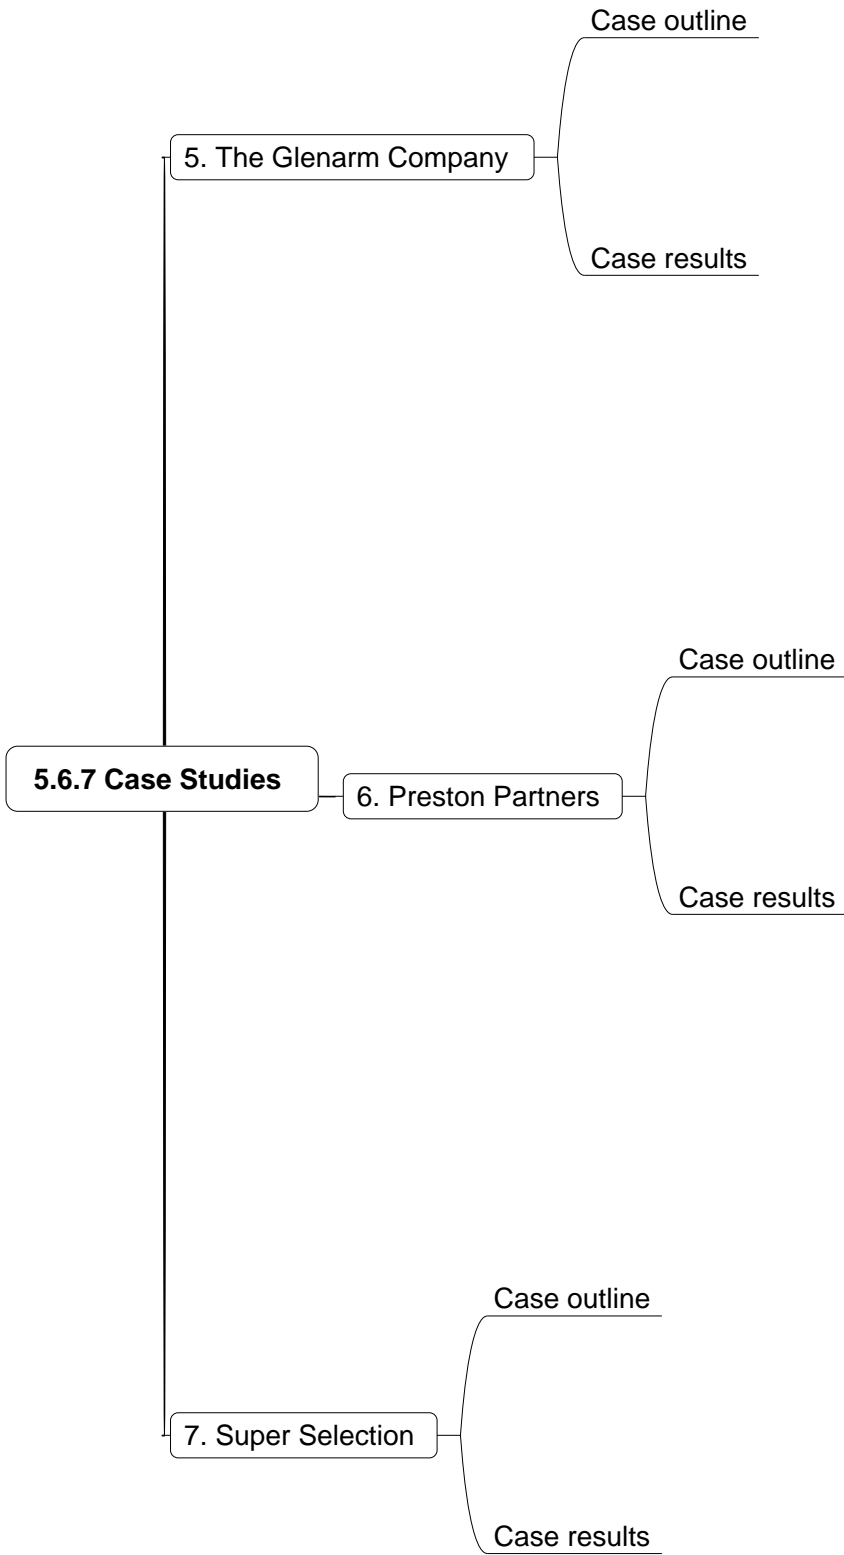 Case outline
5. The Glenarm Company
Case results
Case outline
5.6.7 Case Studies
6. Preston Partners
Case results
Case outline
7. Super Selection
Case results